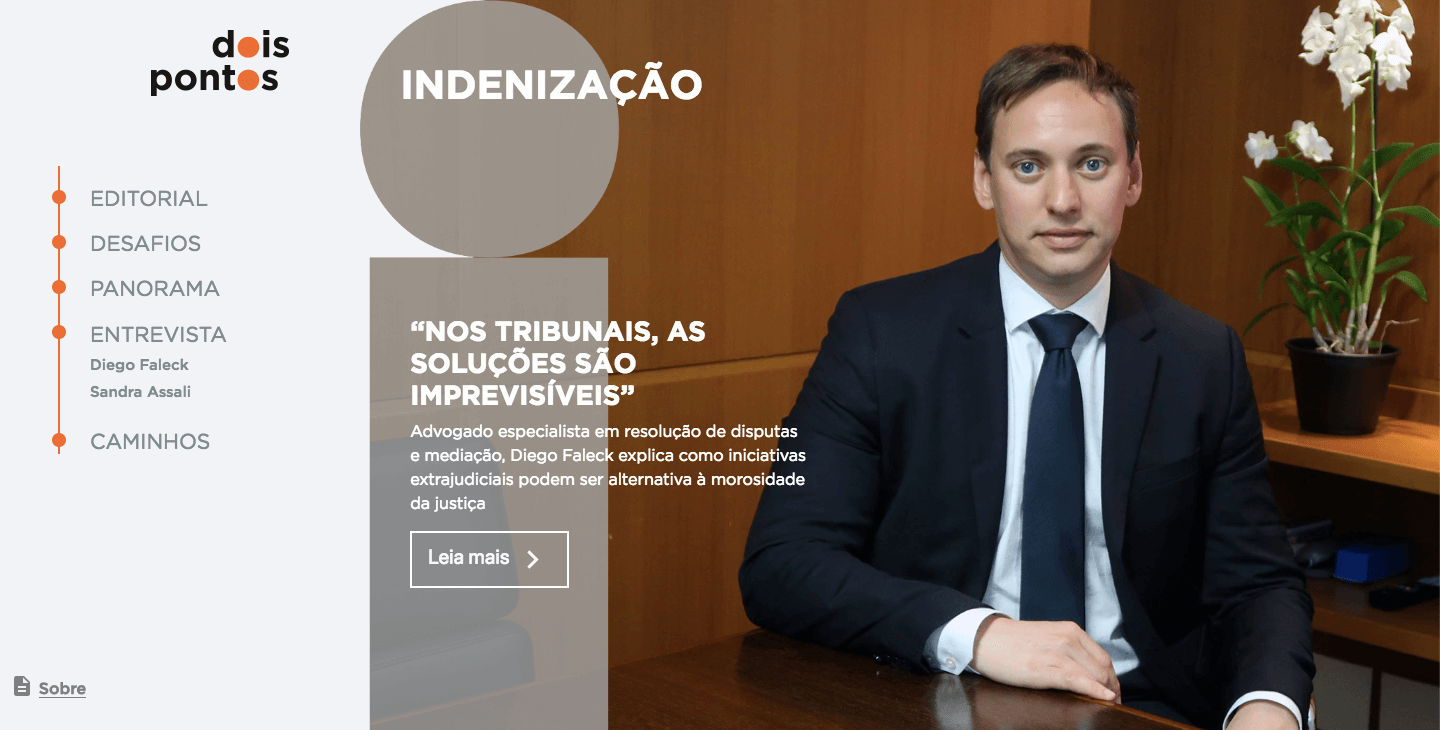 dois
pontos
EDITORIAL
DESAFIOS
PANORAMA
ENTREVISTA
Diego Faleck
Sandra Assali
CAMINHOS
Sobre
INDENIZAÇÃO
“NOS TRIBUNAIS, AS
SOLUÇÕES SÃO
IMPREVISÍVEIS”
Advogado especialista em resolução de disputas
e mediação, Diego Faleck explica como iniciativas
extrajudiciais podem ser alternativa à morosidade
da justiça
Leia mais